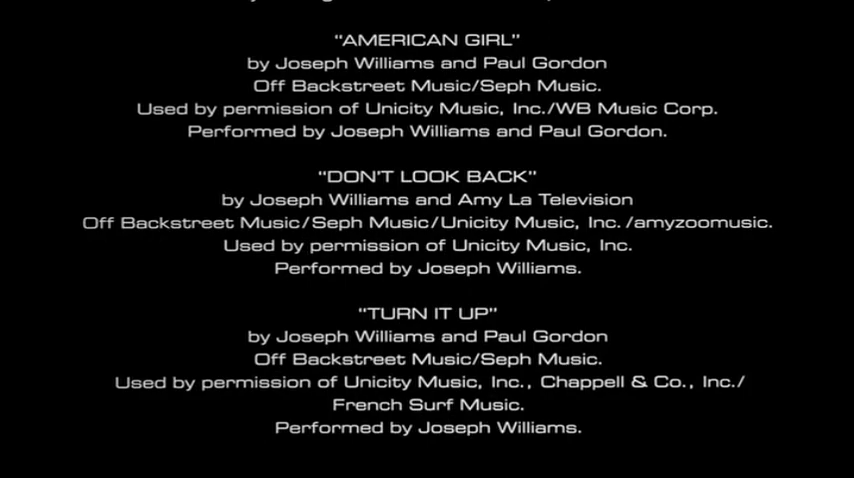 "AMERICAN GIRL"
by Joseph Williams and Paul Gordon
Off Backstreet Music/Seph Music.
Used by permission of Unicity Music, Inc./WB Music Corp.
Performed by Joseph Williams and Paul Gordon.
"DON'T LOOK BACK"
by Joseph Williams and Amy La Television
Off Backstreet Music/Seph Music/Unicity Music, Inc./amyzoomusic.
Used by permission of Unicity Music, Inc.
Performed by Joseph Williams.
"TURN IT UP"
by Joseph Williams and Paul Gordon
Off Backstreet Music/Seph Music.
Used by permission of Unicity Music, Inc., Chappell & Co., Inc./
French Surf Music.
Performed by Joseph Williams.